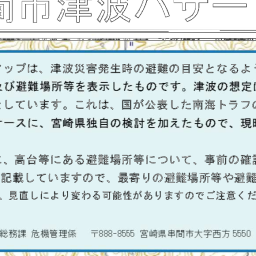 間市津波ハザー
ップは、津波災害発生時の避難の目安となるよ
び避難場所等を表示したものです。津波の想定
しています。これは、国が公表した南海トラフの
ースに、宮崎県独自の検討を加えたもので、現
、高台等にある避難場所等について、事前の確認
記載していますので、最寄りの避難場所等や避難
、見直しにより変わる可能性がありますのでご注意くだ
総務課 危機管理係 〒888-8555 宮崎県串間市大字西方 5550